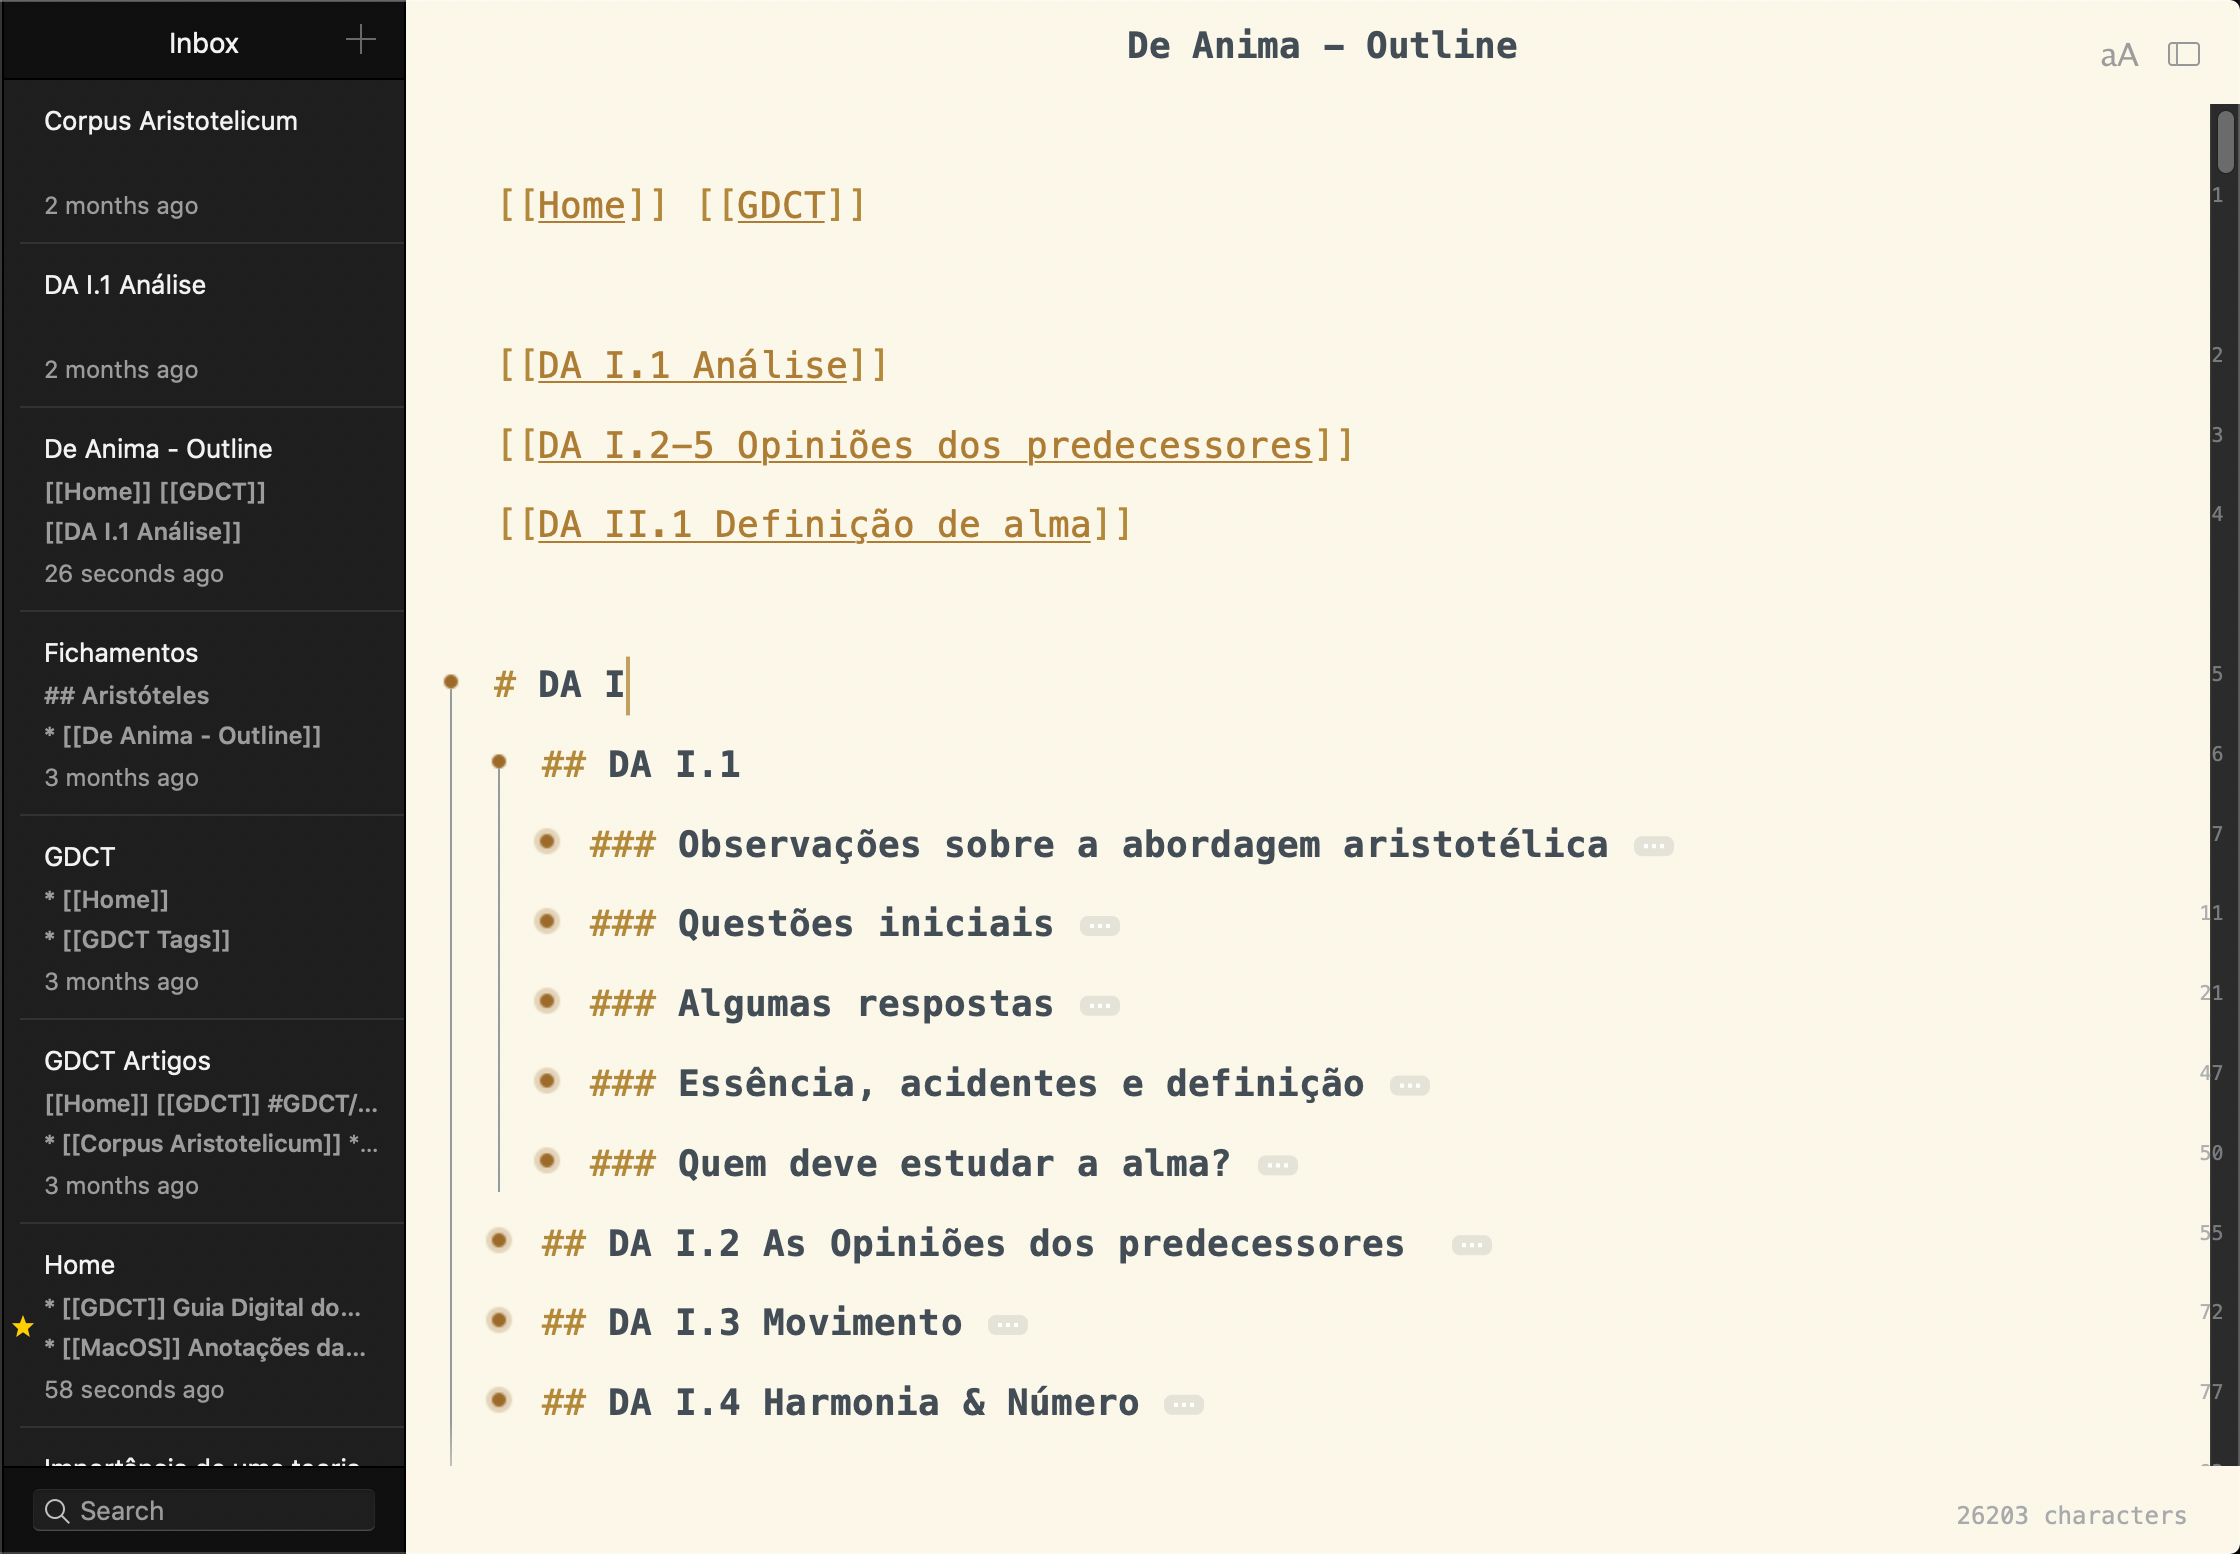 Inbox
Corpus Aristotelicum
2 months ago
DA I.1 Análise
2 months ago
De Anima - Outline
[[Home]] [[GDCT]]
[[DA I.1 Análise]]
26 seconds ago
Fichamentos
## Aristóteles
* [[De Anima - Outline]]
3 months ago
GDCT
* [[Home]]
* [[GDCT Tags]]
3 months ago
GDCT Artigos
[[Home]] [[GDCT]] #GDCT/...
* [[Corpus Aristotelicum]] *...
3 months ago
Home
* [[GDCT]] Guia Digital do...
* [[MacOS]] Anotações da...
58 seconds ago
Importância de uma teoria
Search
De Anima – Outline
aA
[[Home]] [[GDCT]]
1
[[DA I.1 Análise]]
2
[[DA I.2–5 Opiniões dos predecessores]]
3
[[DA II.1 Definição de alma]]
4
# DA I
5
## DA I.1
6
### Observações sobre a abordagem aristotélica ...
7
### Questões iniciais ...
11
### Algumas respostas ...
21
### Essência, acidentes e definição ...
47
### Quem deve estudar a alma? ...
50
## DA I.2 As Opiniões dos predecessores ...
55
## DA I.3 Movimento ...
72
## DA I.4 Harmonia & Número ...
77
26203 characters